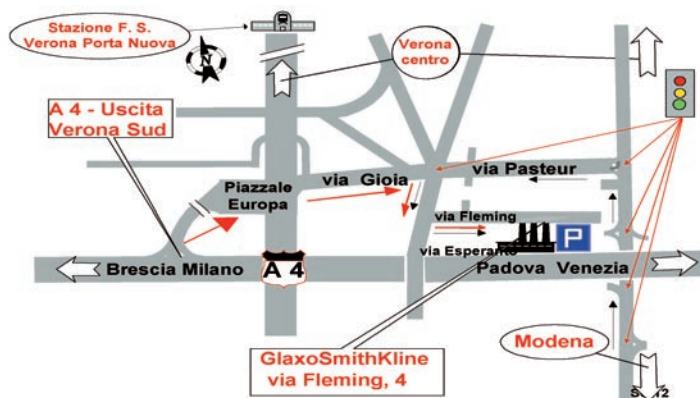 Stazione F. S.
Verona Porta Nuova
N
Verona
centro
A 4 - Uscita
Verona Sud
Piazzale
Europa
via Gioia
via Pasteur
via Fleming
via Esperanto
P
Brescia Milano
A 4
Padova Venezia
GlaxoSmithKline
via Fleming, 4
Modena